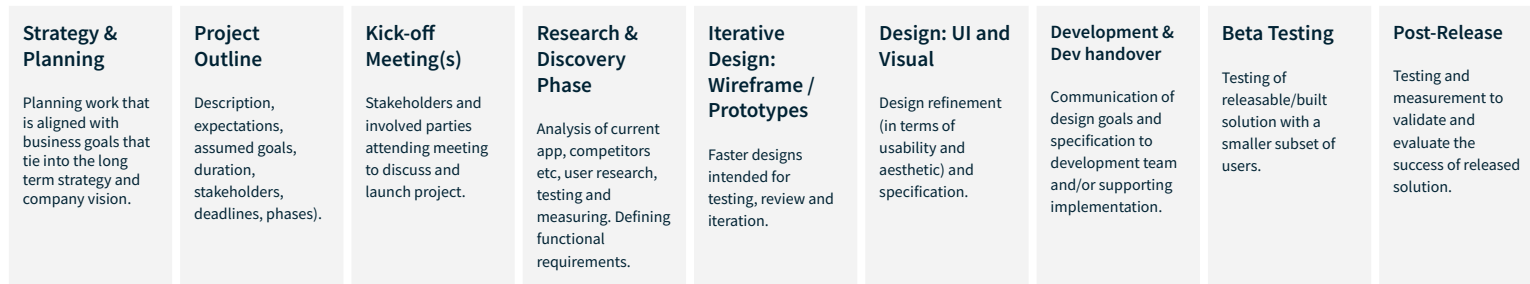 Strategy &
Planning
Planning work that
is aligned with
business goals that
tie into the long
term strategy and
company vision.
Project
Outline
Description,
expectations,
assumed goals,
duration,
stakeholders,
deadlines, phases).
Kick-off
Meeting(s)
Stakeholders and
involved parties
attending meeting
to discuss and
launch project.
Research &
Discovery
Phase
Analysis of current
app, competitors
etc, user research,
testing and
measuring. Defining
functional
requirements.
Iterative
Design:
Wireframe /
Prototypes
Faster designs
intended for
testing, review and
iteration.
Design: UI and
Visual
Design refinement
(in terms of
usability and
aesthetic) and
specification.
Development &
Dev handover
Communication of
design goals and
specification to
development team
and/or supporting
implementation.
Beta Testing
Testing of
releasable/built
solution with a
smaller subset of
users.
Post-Release
Testing and
measurement to
validate and
evaluate the
success of released
solution.